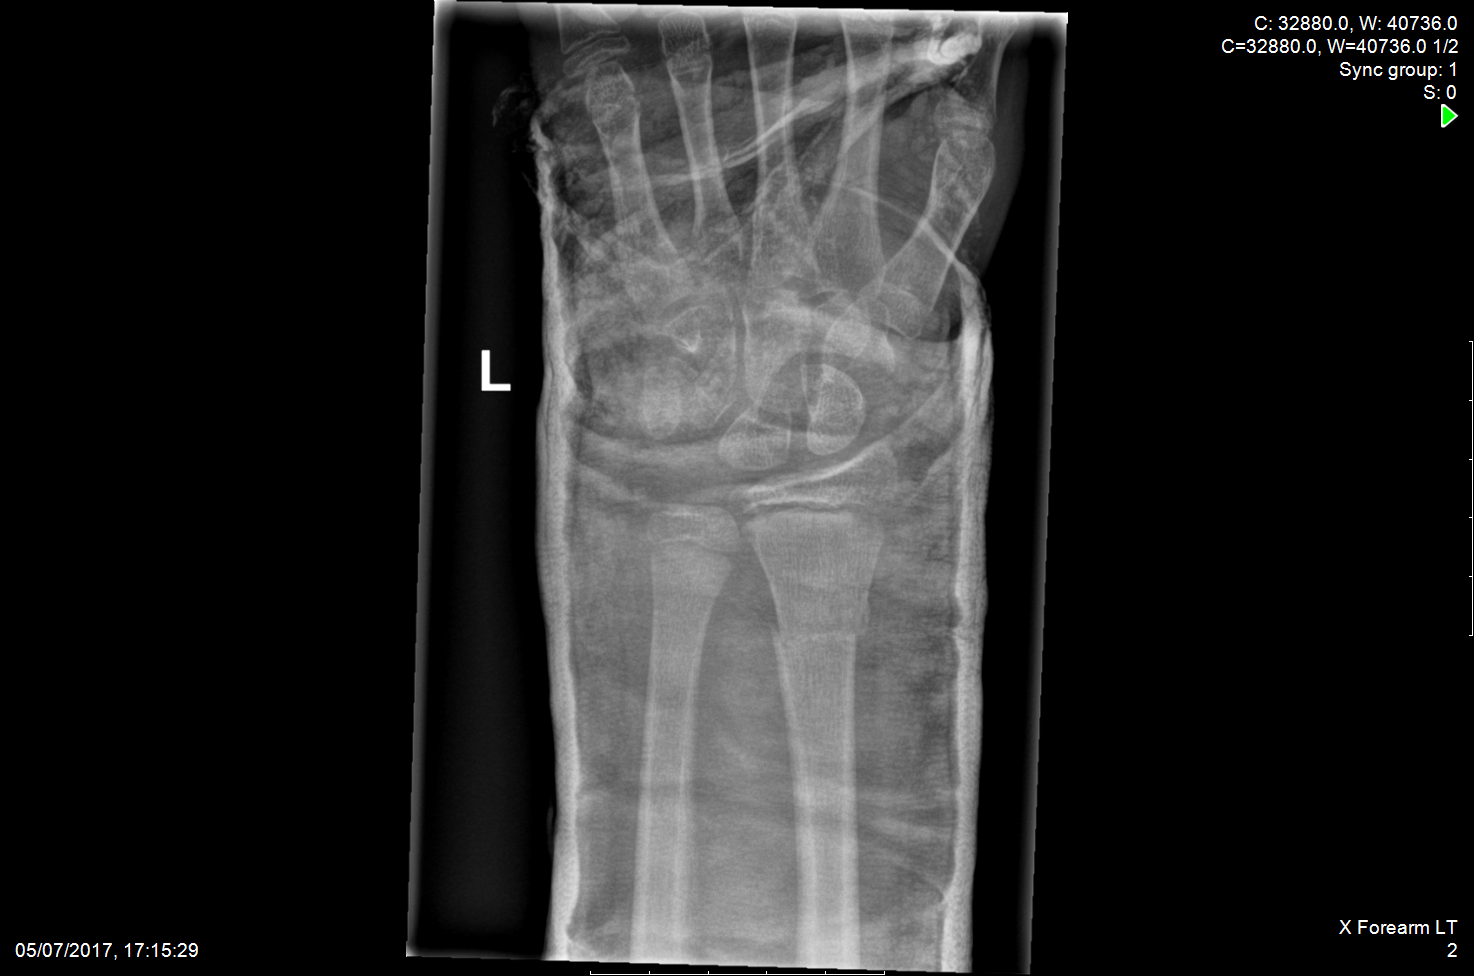 C: 32880.0, W: 40736.0
C=32880.0, W=40736.0 1/2
Sync group: 1
S: 0
L
05/07/2017, 17:15:29
X Forearm LT
2